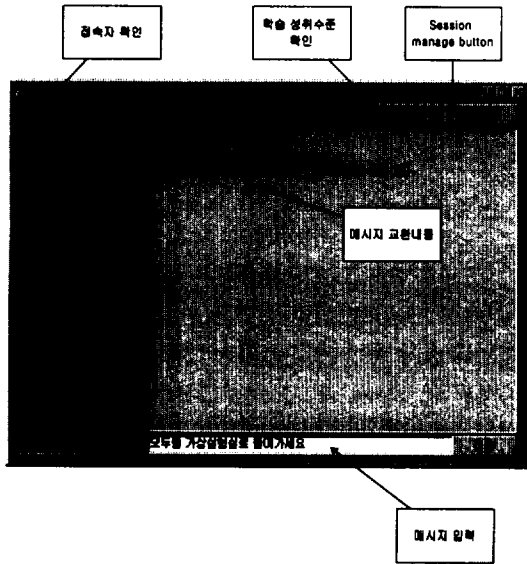 접속자 확인
학습 성취수준
확인
Session
manage button
메시지 교환내용
모두들 가상실험실로 들어가세요
메시지 입력